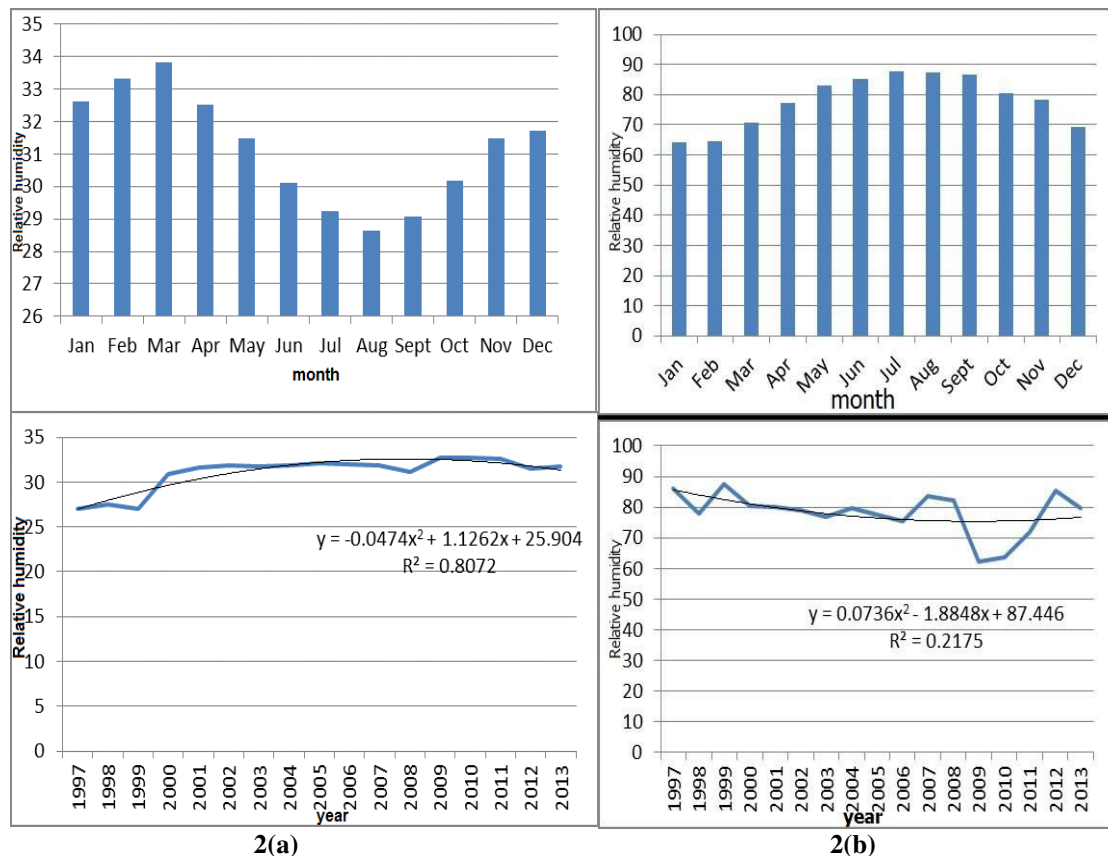 35
34
33
32
31
30
29
28
27
26
Relative humidity
Jan Feb Mar Apr May Jun Jul Aug Sept Oct Nov Dec
month
100
90
80
70
60
50
40
30
20
10
0
Relative humidity
Jan Feb Mar Apr May Jun Jul Aug Sept Oct Nov Dec
month
35
30
25
20
15
10
5
0
Relative humidity
y = -0.0474x² + 1.1262x + 25.904
R² = 0.8072
1997 1998 1999 2000 2001 2002 2003 2004 2005 2006 2007 2008 2009 2010 2011 2012 2013
year
2(a)
100
90
80
70
60
50
40
30
20
10
0
Relative humidity
y = 0.0736x² - 1.8848x + 87.446
R² = 0.2175
1997 1998 1999 2000 2001 2002 2003 2004 2005 2006 2007 2008 2009 2010 2011 2012 2013
year
2(b)